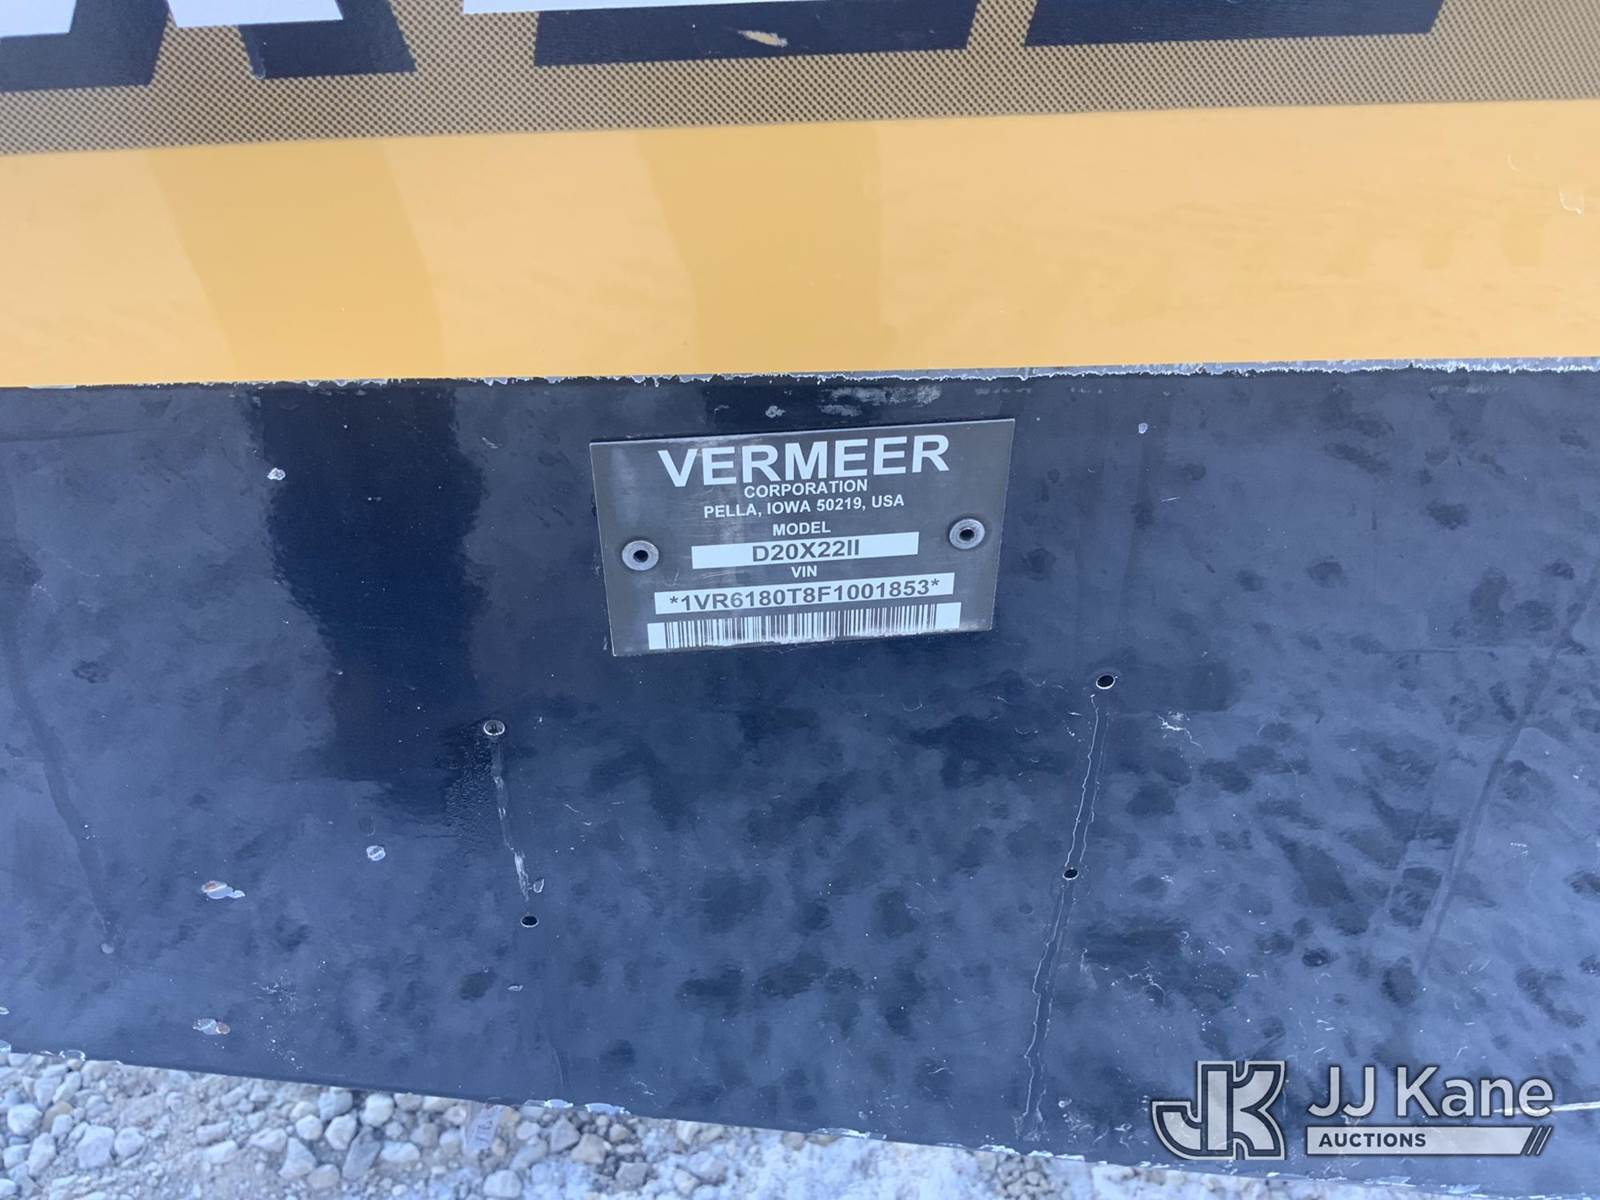 VERMEER
CORPORATION
PELLA, IOWA 50219, USA
MODEL
D20X22II
VIN
*1VR6180T8F1001853*
JJ Kane
AUCTIONS